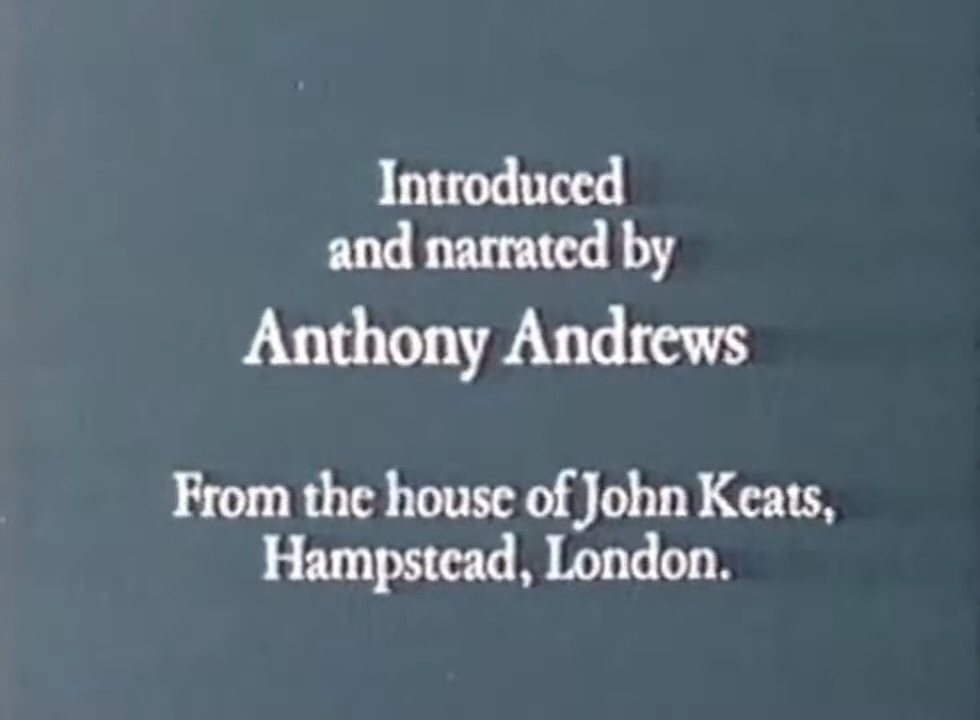 Introduced
and narrated by
Anthony Andrews
From the house of John Keats,
Hampstead, London.